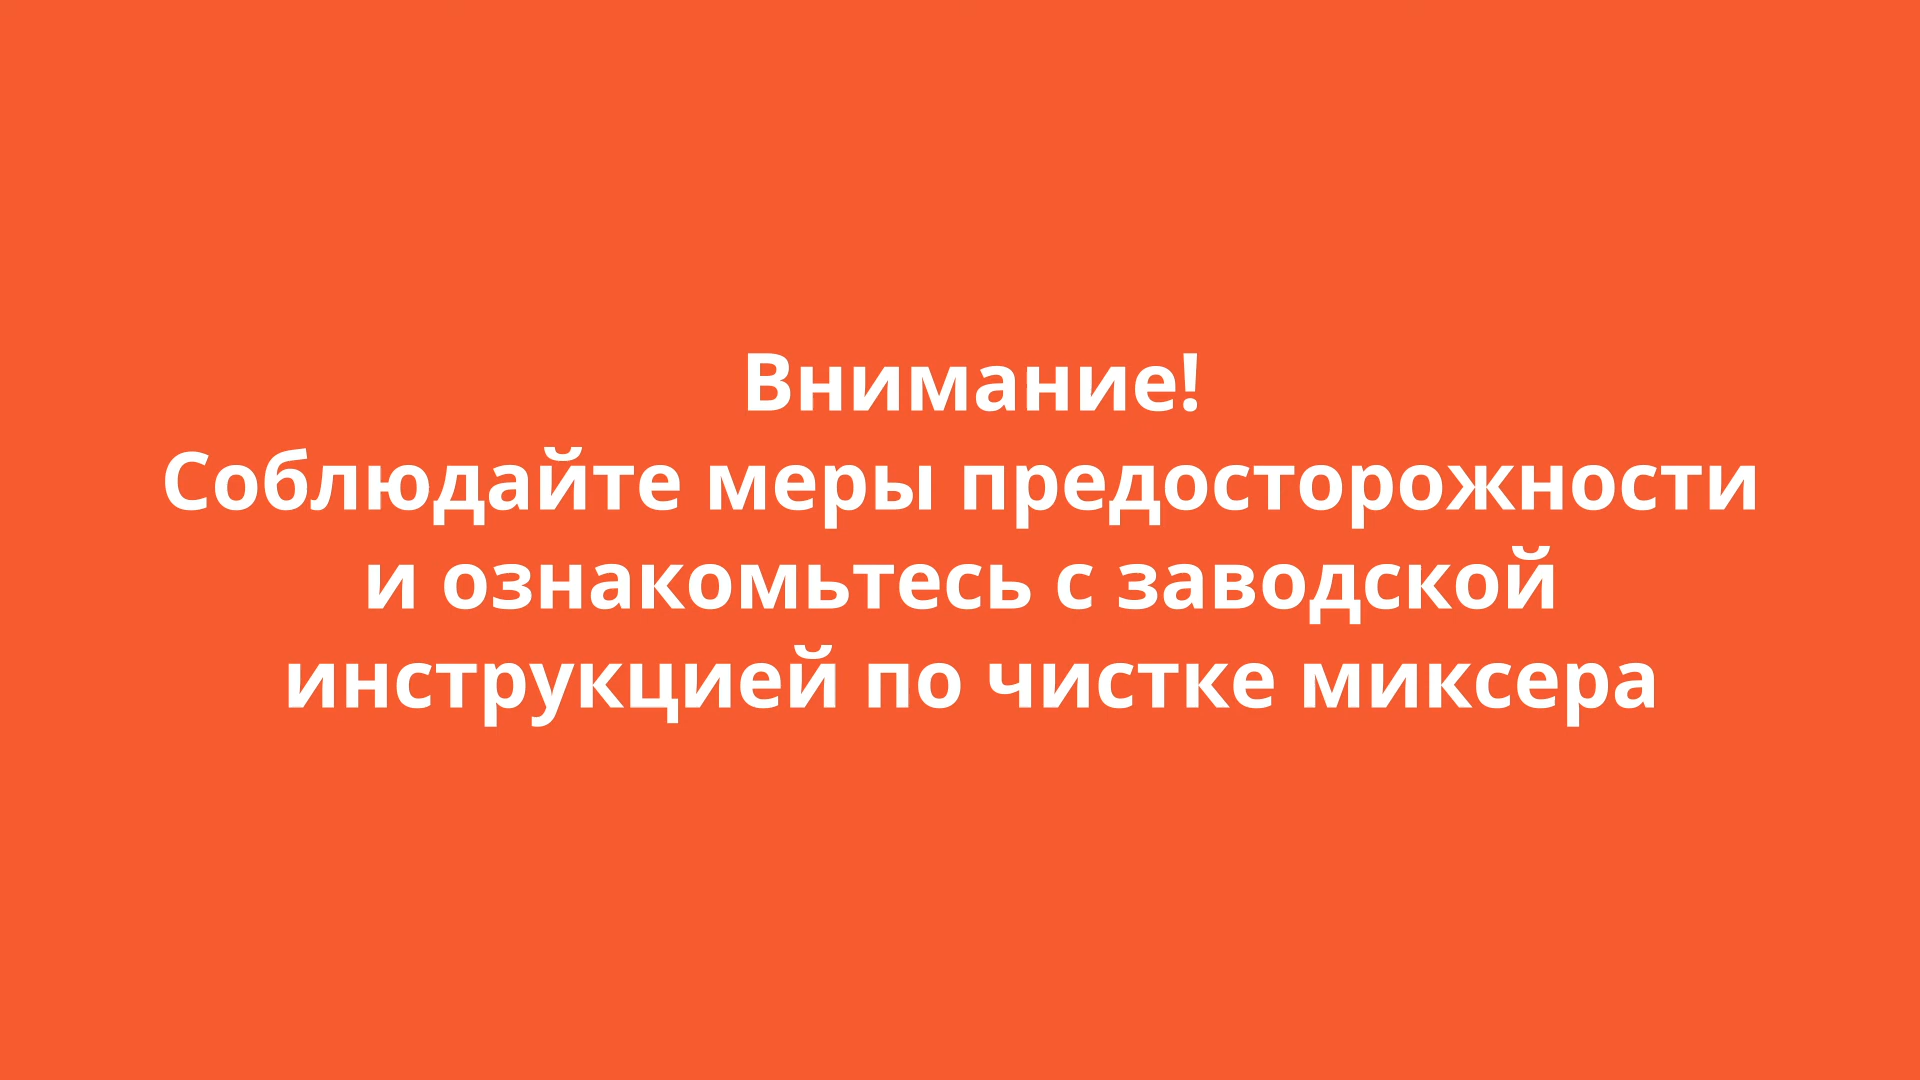 Внимание!
Соблюдайте меры предосторожности
и ознакомьтесь с заводской
инструкцией по чистке миксера